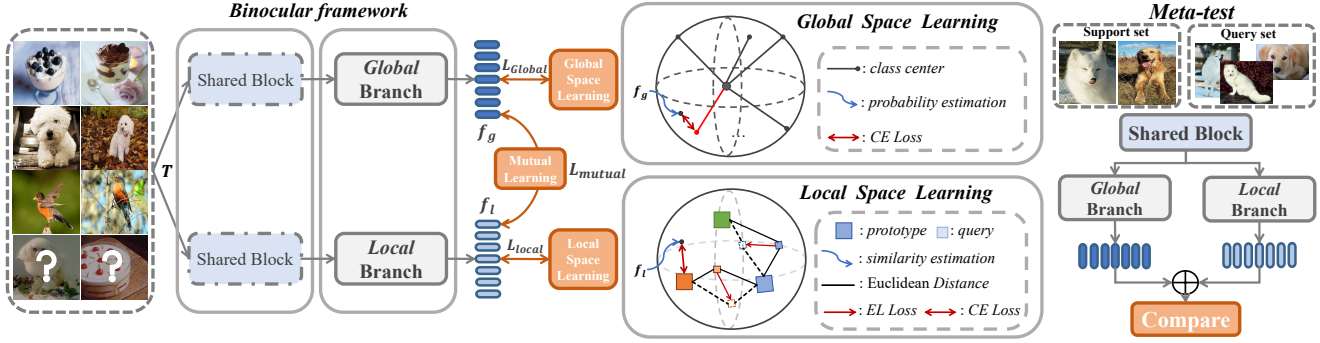 Binocular framework
T
Shared Block
Global
Branch
f_g
L_Global
Global
Space
Learning
Mutual
Learning
L_mutual
Shared Block
Local
Branch
f_l
L_local
Local
Space
Learning
? ?
Global Space Learning
f_g
...
: class center
: probability estimation
: CE Loss
Local Space Learning
f_l
: prototype : query
: similarity estimation
: Euclidean Distance
: EL Loss : CE Loss
Meta-test
Support set Query set
Shared Block
Global
Branch
Local
Branch
Compare